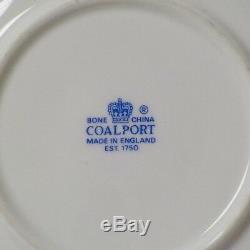 ®
BONE CHINA
COALPORT
MADE IN ENGLAND
EST. 1750